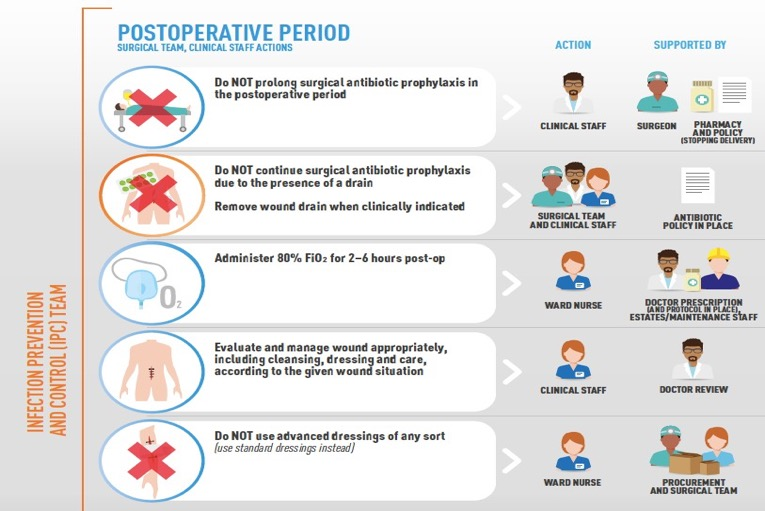 POSTOPERATIVE PERIOD
SURGICAL TEAM, CLINICAL STAFF ACTIONS
ACTION
SUPPORTED BY
Do NOT prolong surgical antibiotic prophylaxis in
the postoperative period
CLINICAL STAFF
SURGEON
PHARMACY
AND POLICY
(STOPPING DELIVERY)
Do NOT continue surgical antibiotic prophylaxis
due to the presence of a drain
Remove wound drain when clinically indicated
SURGICAL TEAM
AND CLINICAL STAFF
ANTIBIOTIC
POLICY IN PLACE
O₂
Administer 80% FiO₂ for 2–6 hours post-op
WARD NURSE
DOCTOR PRESCRIPTION
(AND PROTOCOL IN PLACE),
ESTATES/MAINTENANCE STAFF
Evaluate and manage wound appropriately,
including cleansing, dressing and care,
according to the given wound situation
CLINICAL STAFF
DOCTOR REVIEW
Do NOT use advanced dressings of any sort
(use standard dressings instead)
WARD NURSE
PROCUREMENT
AND SURGICAL TEAM
INFECTION PREVENTION
AND CONTROL (IPC) TEAM